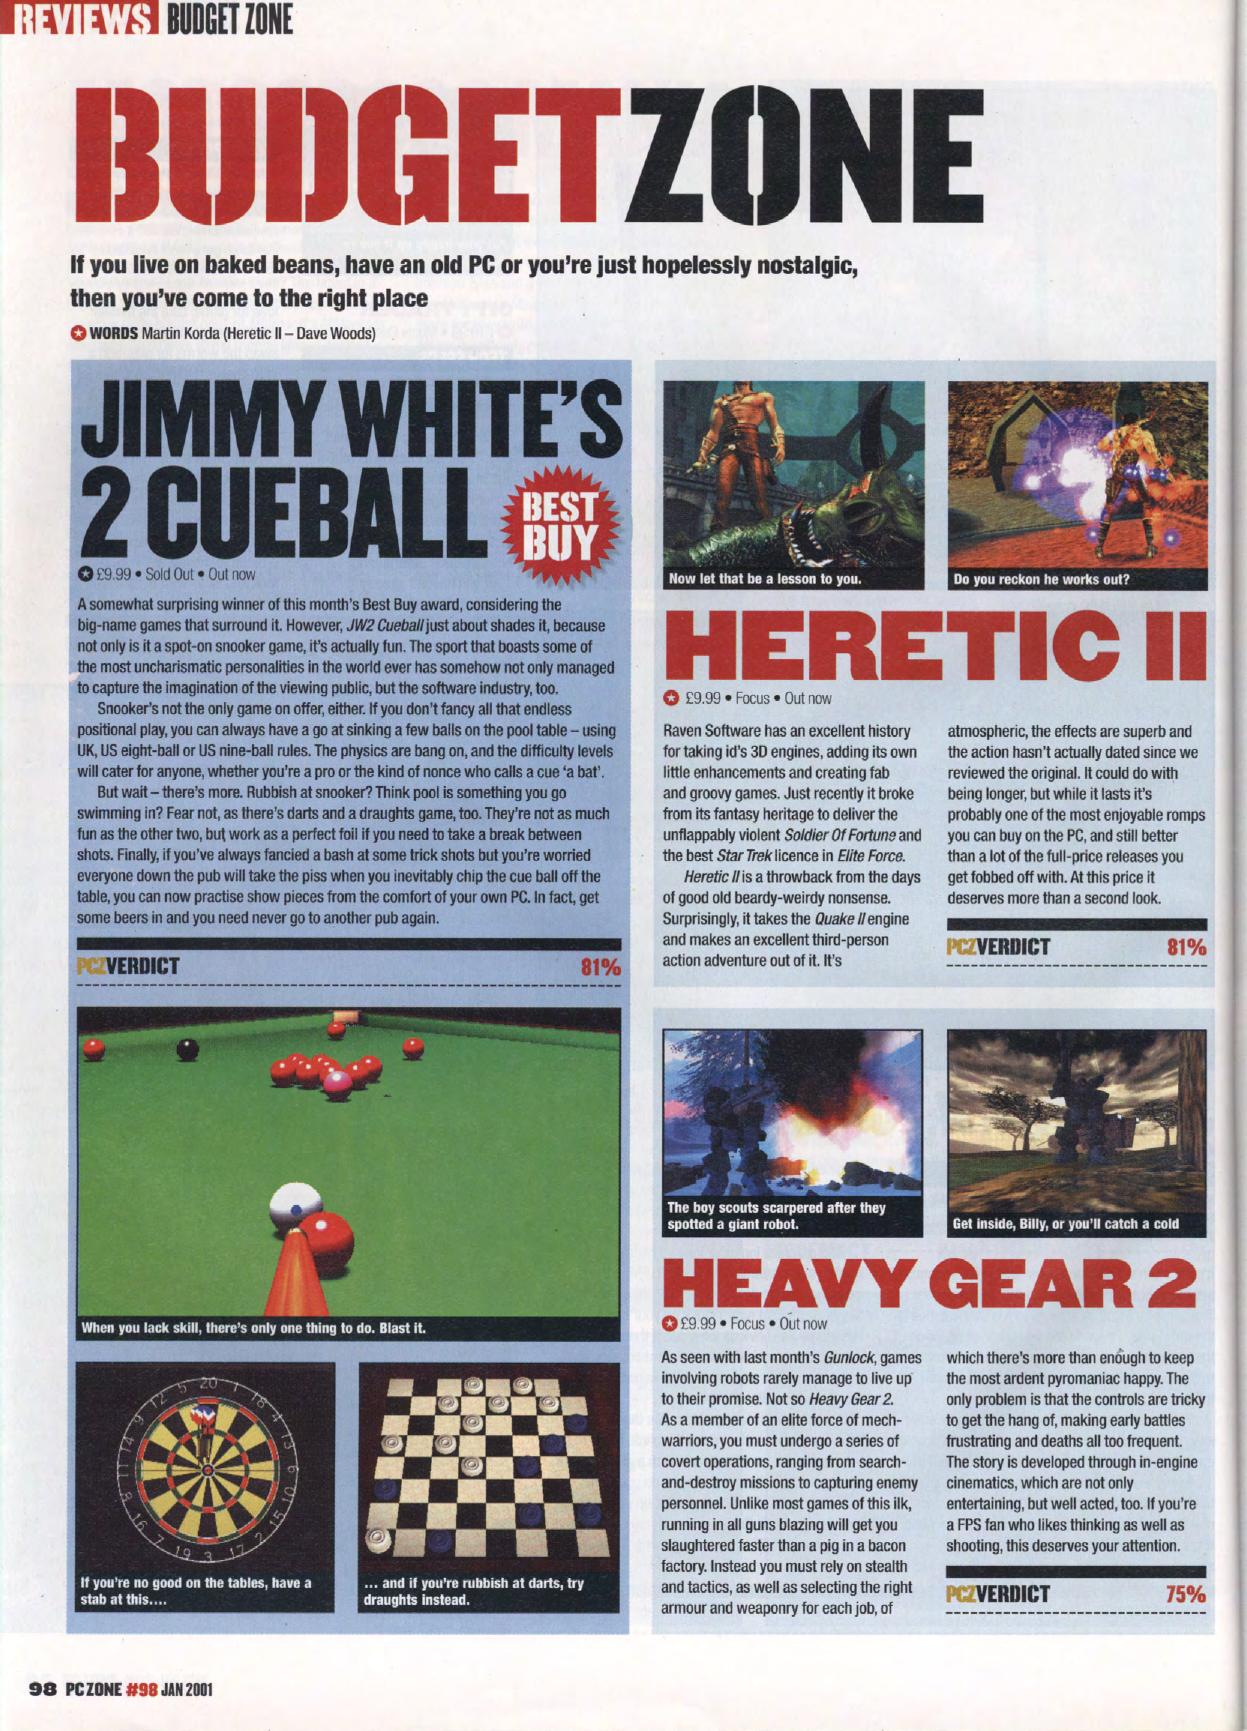 REVIEWS BUDGET ZONE
BUDGETZONE
If you live on baked beans, have an old PC or you're just hopelessly nostalgic,
then you've come to the right place
WORDS Martin Korda (Heretic II – Dave Woods)
JIMMY WHITE'S
2 CUEBALL
BEST
BUY
£9.99 • Sold Out • Out now
A somewhat surprising winner of this month's Best Buy award, considering the
big-name games that surround it. However, JW2 Cueball just about shades it, because
not only is it a spot-on snooker game, it's actually fun. The sport that boasts some of
the most uncharismatic personalities in the world ever has somehow not only managed
to capture the imagination of the viewing public, but the software industry, too.
Snooker's not the only game on offer, either. If you don't fancy all that endless
positional play, you can always have a go at sinking a few balls on the pool table – using
UK, US eight-ball or US nine-ball rules. The physics are bang on, and the difficulty levels
will cater for anyone, whether you're a pro or the kind of nonce who calls a cue 'a bat'.
But wait – there's more. Rubbish at snooker? Think pool is something you go
swimming in? Fear not, as there's darts and a draughts game, too. They're not as much
fun as the other two, but work as a perfect foil if you need to take a break between
shots. Finally, if you've always fancied a bash at some trick shots but you're worried
everyone down the pub will take the piss when you inevitably chip the cue ball off the
table, you can now practise show pieces from the comfort of your own PC. In fact, get
some beers in and you need never go to another pub again.
PCZVERDICT 81%
When you lack skill, there's only one thing to do. Blast it.
20 1 18 4 13 9 10 15 2 17 3 19 7 16 8 11 14 9 12 5
If you're no good on the tables, have a
stab at this....
... and if you're rubbish at darts, try
draughts instead.
Now let that be a lesson to you.
Do you reckon he works out?
HERETIC II
£9.99 • Focus • Out now
Raven Software has an excellent history
for taking id's 3D engines, adding its own
little enhancements and creating fab
and groovy games. Just recently it broke
from its fantasy heritage to deliver the
unflappably violent Soldier Of Fortune and
the best Star Trek licence in Elite Force.
Heretic II is a throwback from the days
of good old beardy-weirdy nonsense.
Surprisingly, it takes the Quake II engine
and makes an excellent third-person
action adventure out of it. It's
atmospheric, the effects are superb and
the action hasn't actually dated since we
reviewed the original. It could do with
being longer, but while it lasts it's
probably one of the most enjoyable romps
you can buy on the PC, and still better
than a lot of the full-price releases you
get fobbed off with. At this price it
deserves more than a second look.
PCZVERDICT 81%
The boy scouts scarpered after they
spotted a giant robot.
Get inside, Billy, or you'll catch a cold
HEAVY GEAR 2
£9.99 • Focus • Out now
As seen with last month's Gunlock, games
involving robots rarely manage to live up
to their promise. Not so Heavy Gear 2.
As a member of an elite force of mech-
warriors, you must undergo a series of
covert operations, ranging from search-
and-destroy missions to capturing enemy
personnel. Unlike most games of this ilk,
running in all guns blazing will get you
slaughtered faster than a pig in a bacon
factory. Instead you must rely on stealth
and tactics, as well as selecting the right
armour and weaponry for each job, of
which there's more than enough to keep
the most ardent pyromaniac happy. The
only problem is that the controls are tricky
to get the hang of, making early battles
frustrating and deaths all too frequent.
The story is developed through in-engine
cinematics, which are not only
entertaining, but well acted, too. If you're
a FPS fan who likes thinking as well as
shooting, this deserves your attention.
PCZVERDICT 75%
98 PCZONE #98 JAN 2001